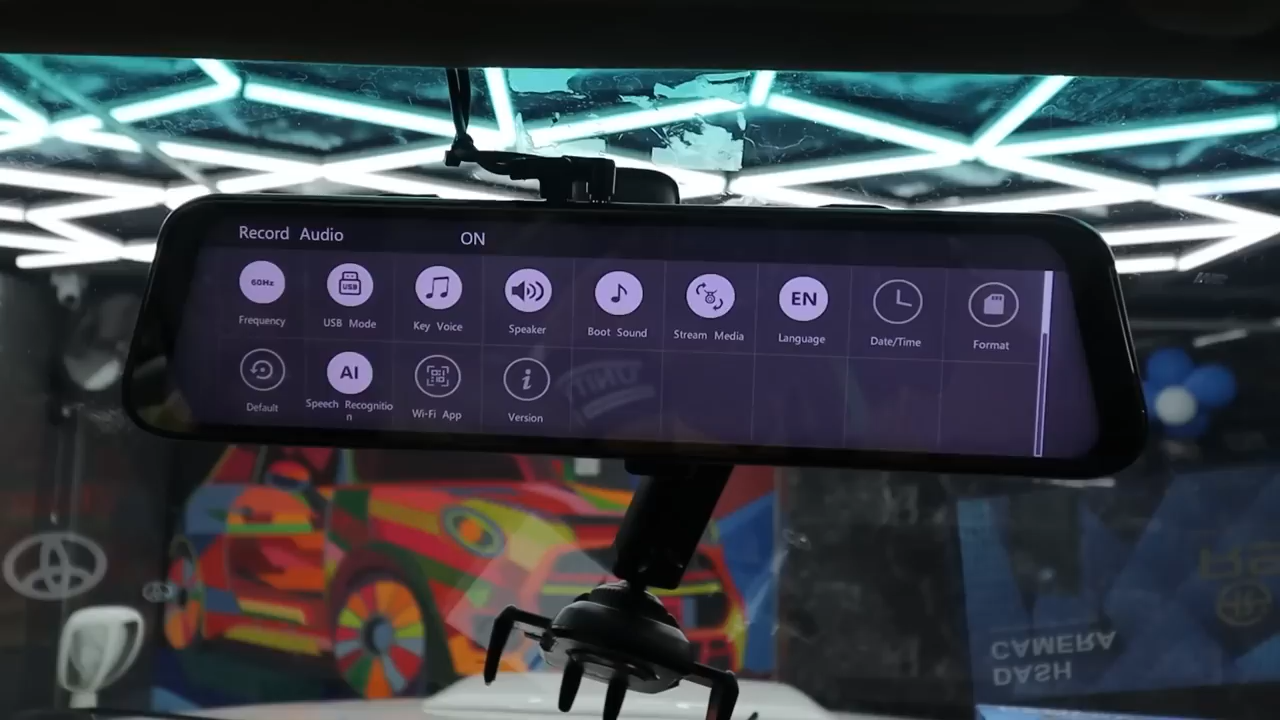 Record Audio ON
60Hz
USB
EN
Frequency
USB Mode
Key Voice
Speaker
Boot Sound
Stream Media
Language
Date/Time
Format
AI
Default
Speech Recognitio
n
Wi-Fi App
Version
DASH
CAMERA